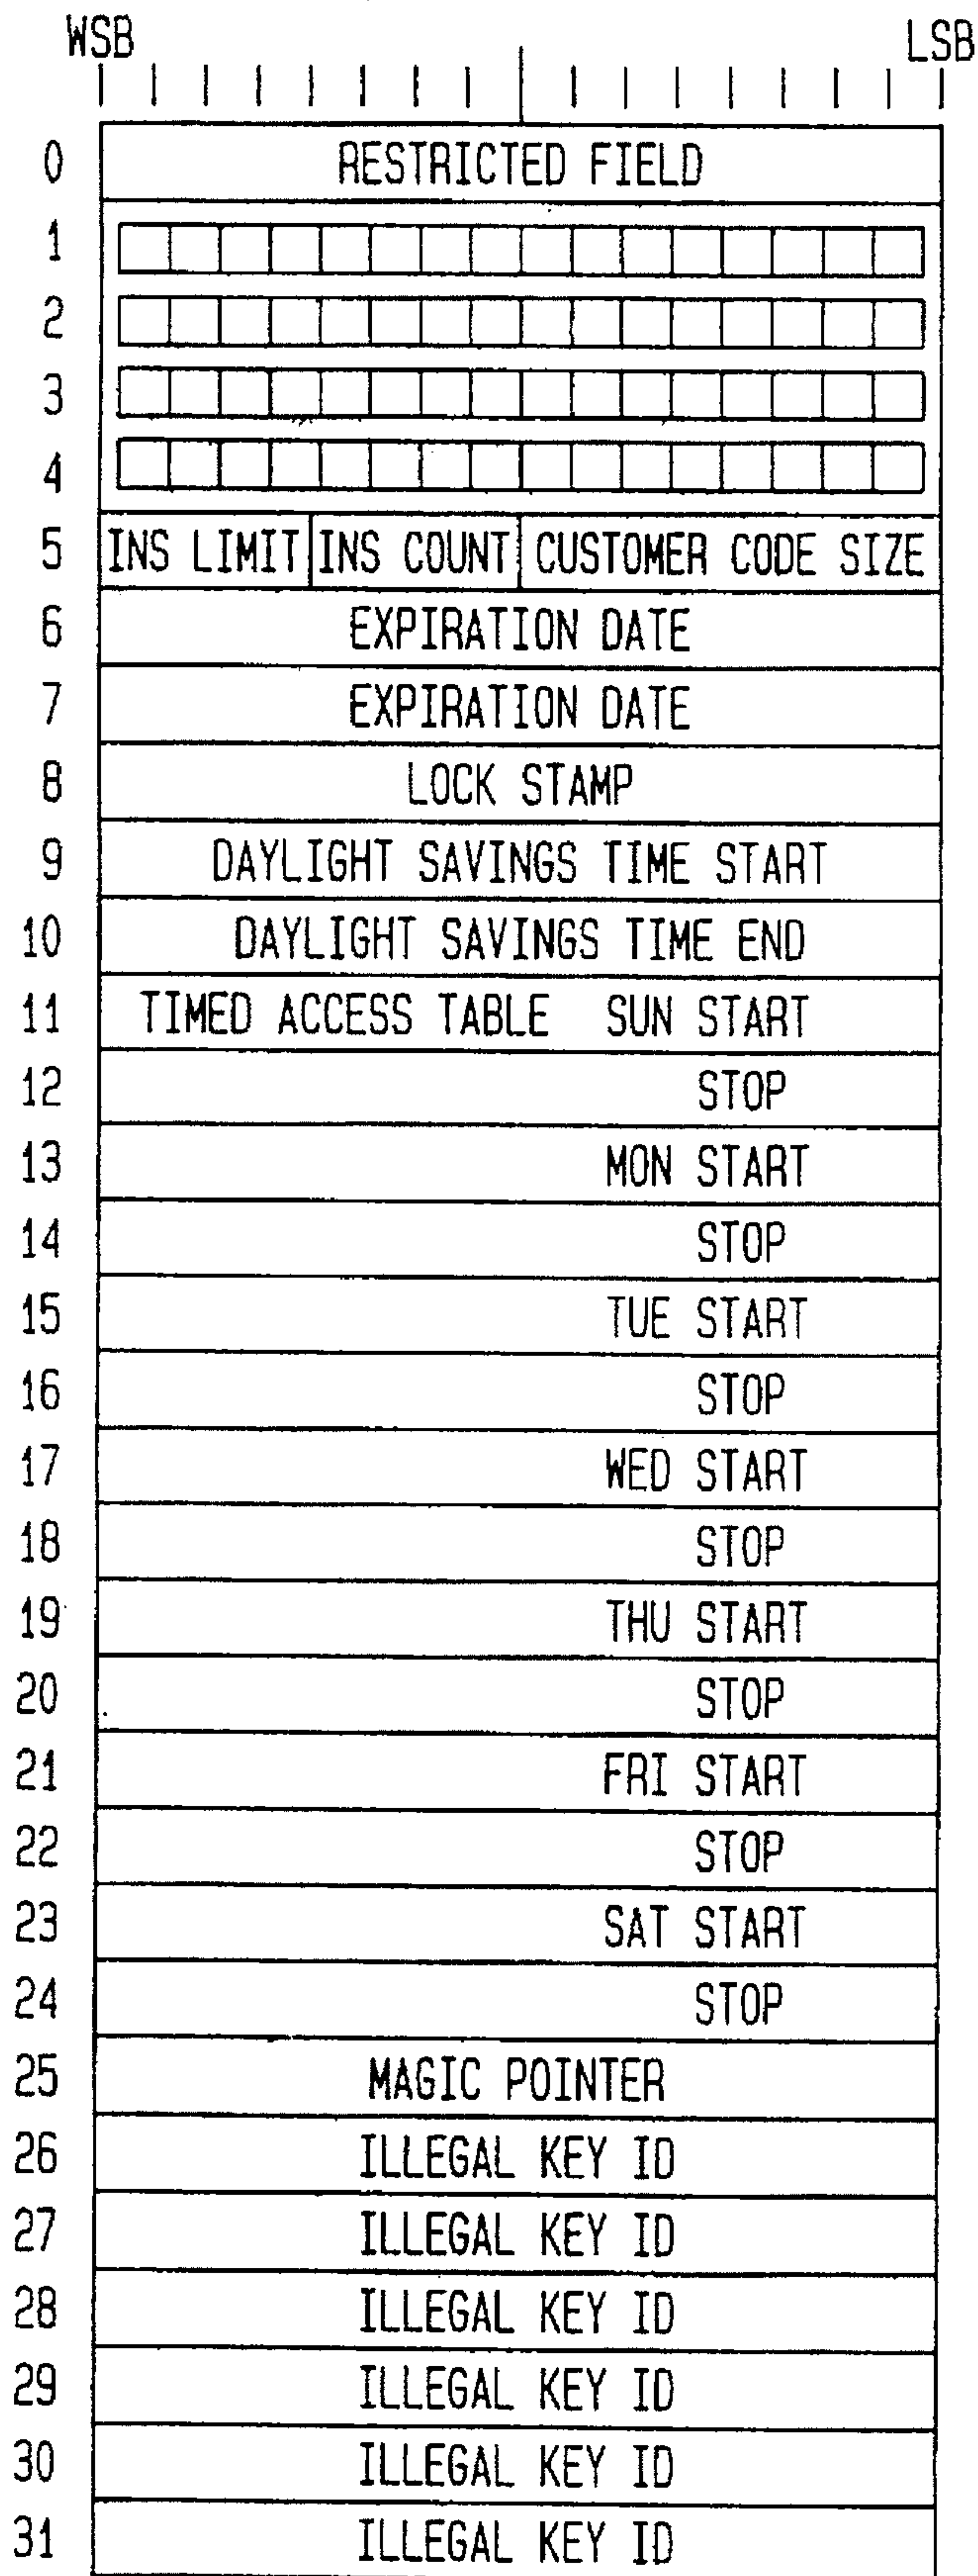 WSB LSB
0 RESTRICTED FIELD
1
2
3
4
5 INS LIMIT INS COUNT CUSTOMER CODE SIZE
6 EXPIRATION DATE
7 EXPIRATION DATE
8 LOCK STAMP
9 DAYLIGHT SAVINGS TIME START
10 DAYLIGHT SAVINGS TIME END
11 TIMED ACCESS TABLE SUN START
12 STOP
13 MON START
14 STOP
15 TUE START
16 STOP
17 WED START
18 STOP
19 THU START
20 STOP
21 FRI START
22 STOP
23 SAT START
24 STOP
25 MAGIC POINTER
26 ILLEGAL KEY ID
27 ILLEGAL KEY ID
28 ILLEGAL KEY ID
29 ILLEGAL KEY ID
30 ILLEGAL KEY ID
31 ILLEGAL KEY ID